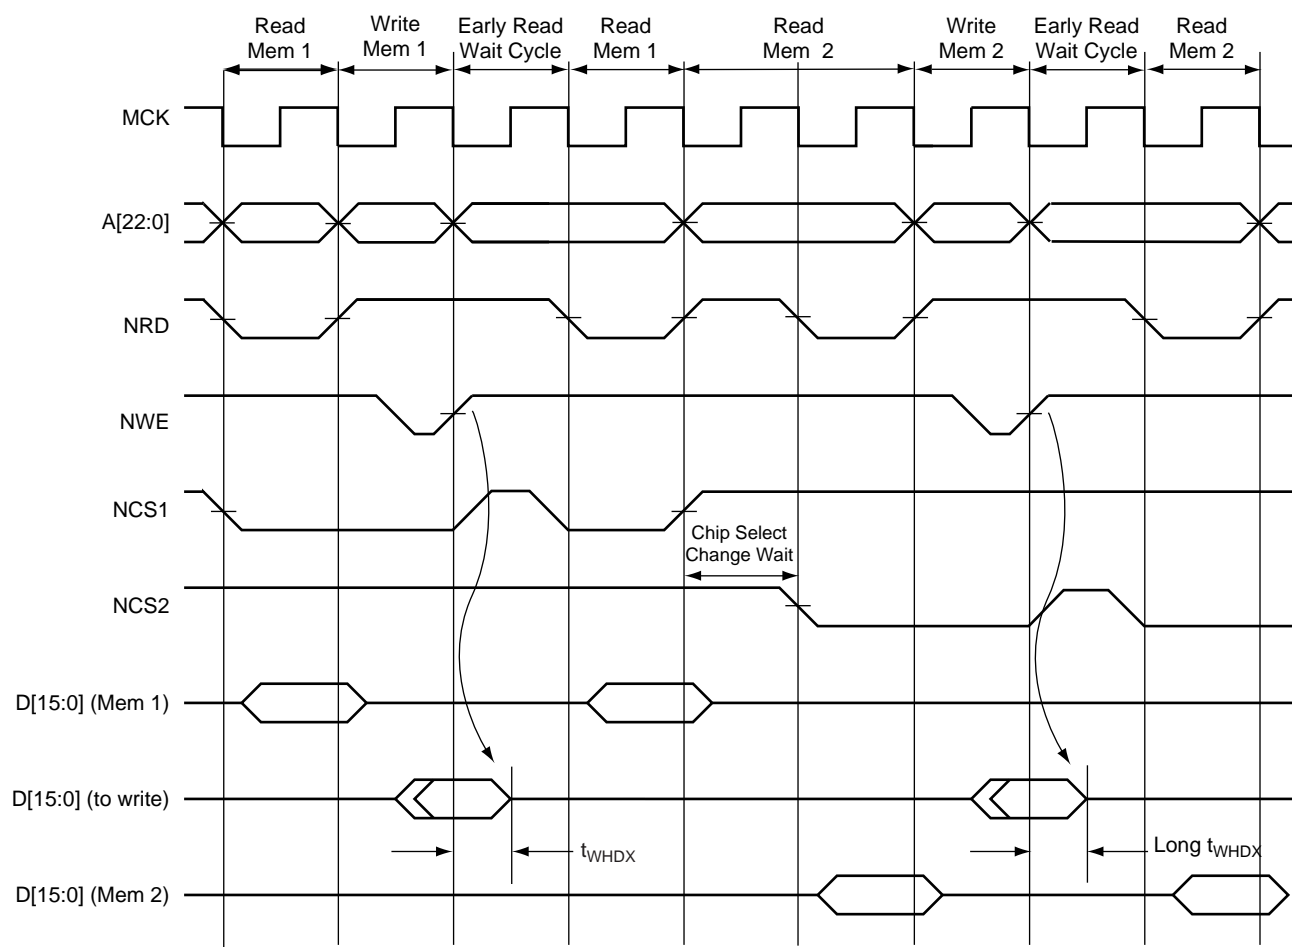 Read
Mem 1
Write
Mem 1
Early Read
Wait Cycle
Read
Mem 1
Read
Mem 2
Write
Mem 2
Early Read
Wait Cycle
Read
Mem 2
MCK
A[22:0]
NRD
NWE
NCS1
Chip Select
Change Wait
NCS2
D[15:0] (Mem 1)
D[15:0] (to write)
tWHDX
Long tWHDX
D[15:0] (Mem 2)